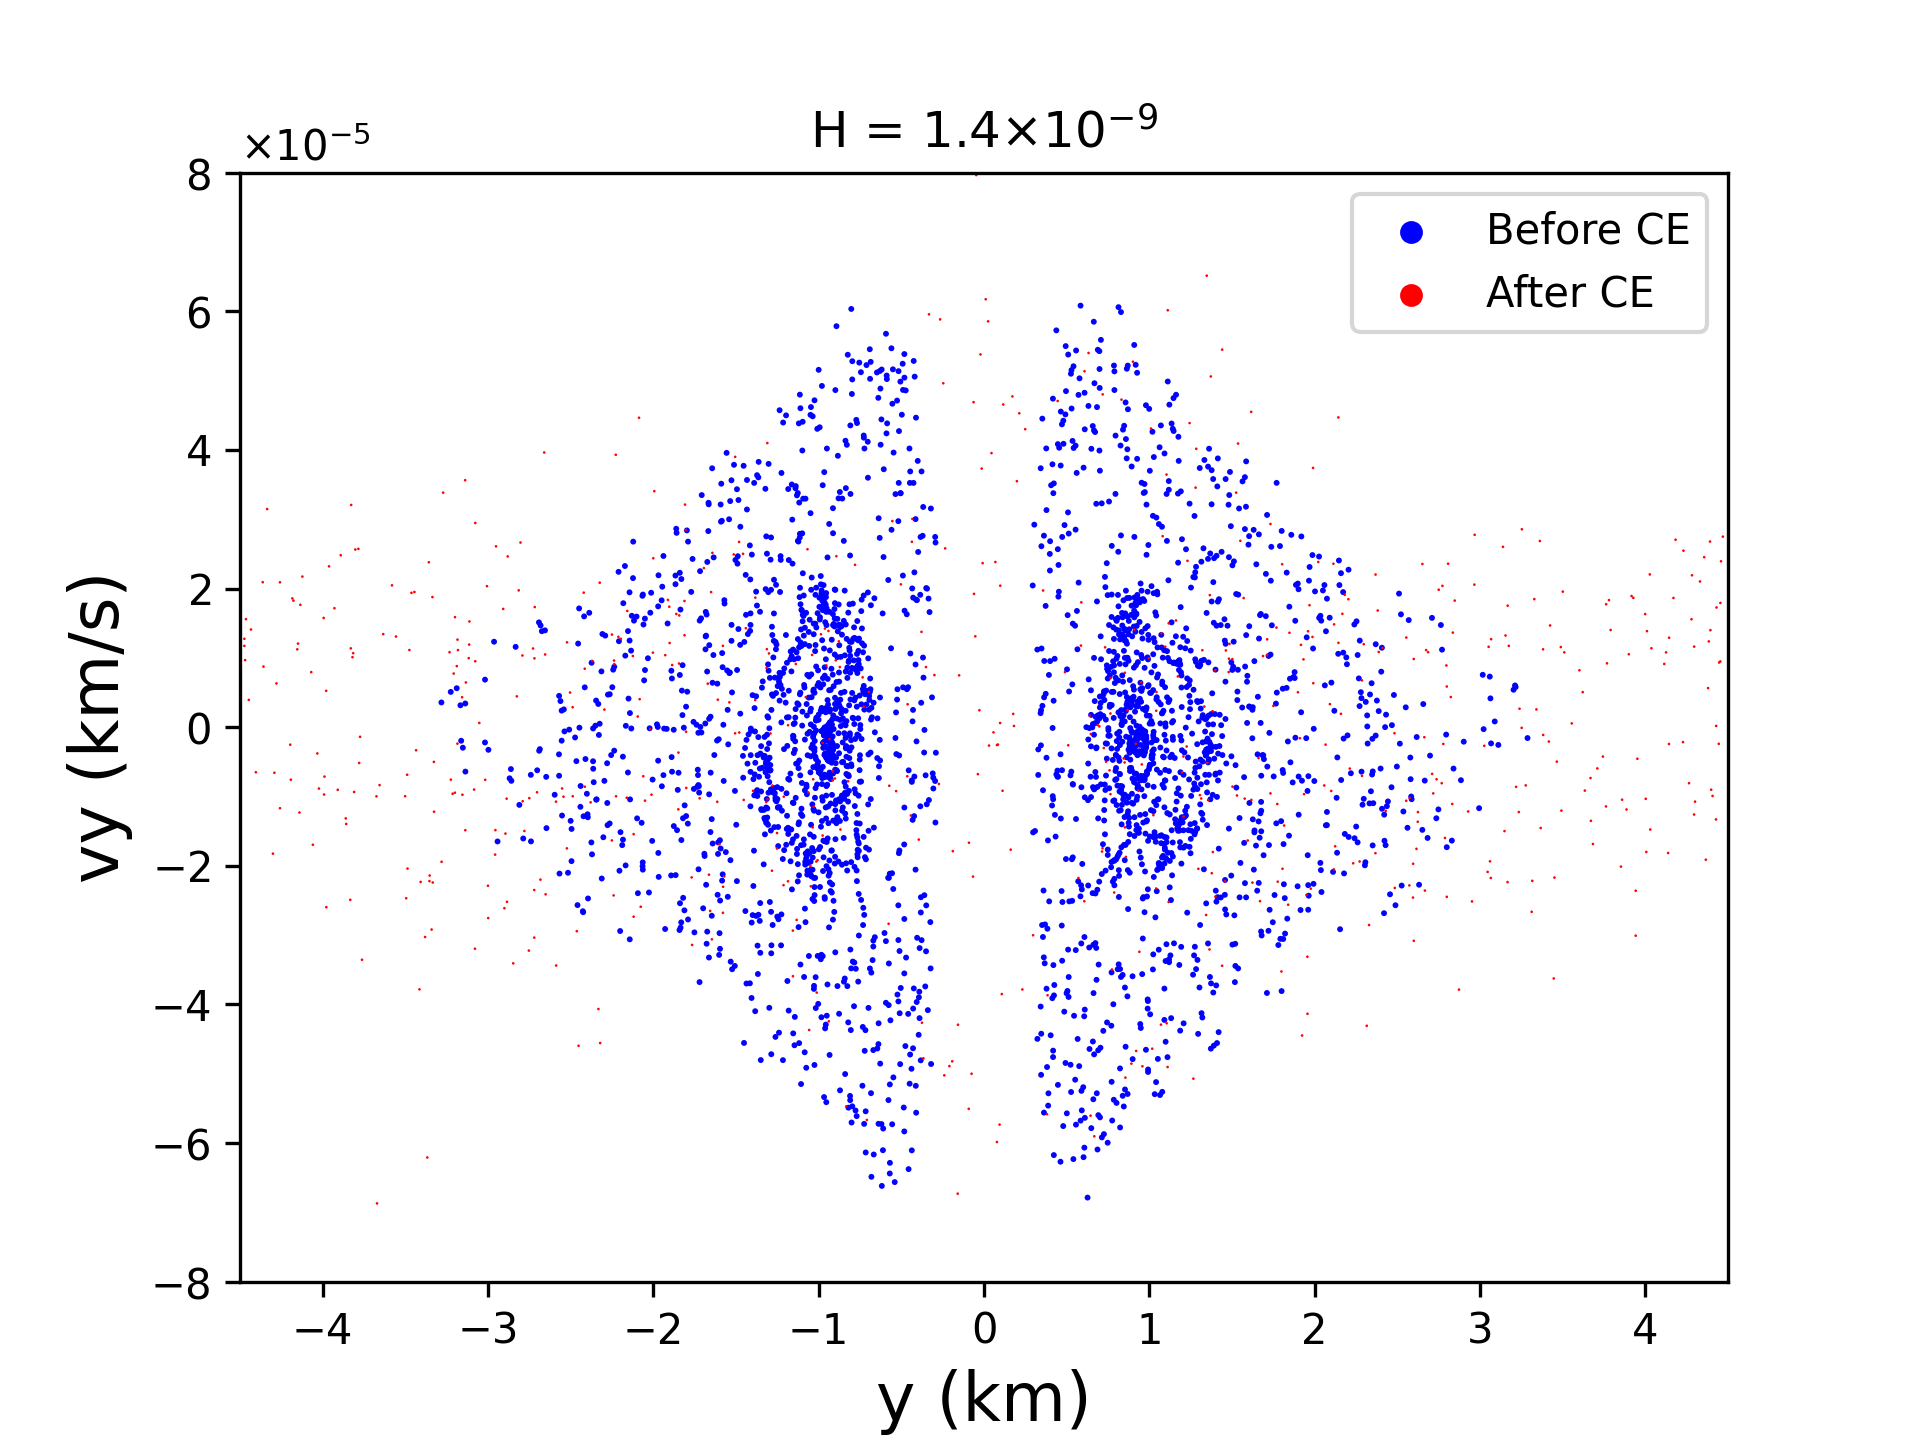 H = 1.4×10⁻⁹
×10⁻⁵
Before CE
After CE
8
6
4
2
0
−2
−4
−6
−8
vy (km/s)
−4 −3 −2 −1 0 1 2 3 4
y (km)